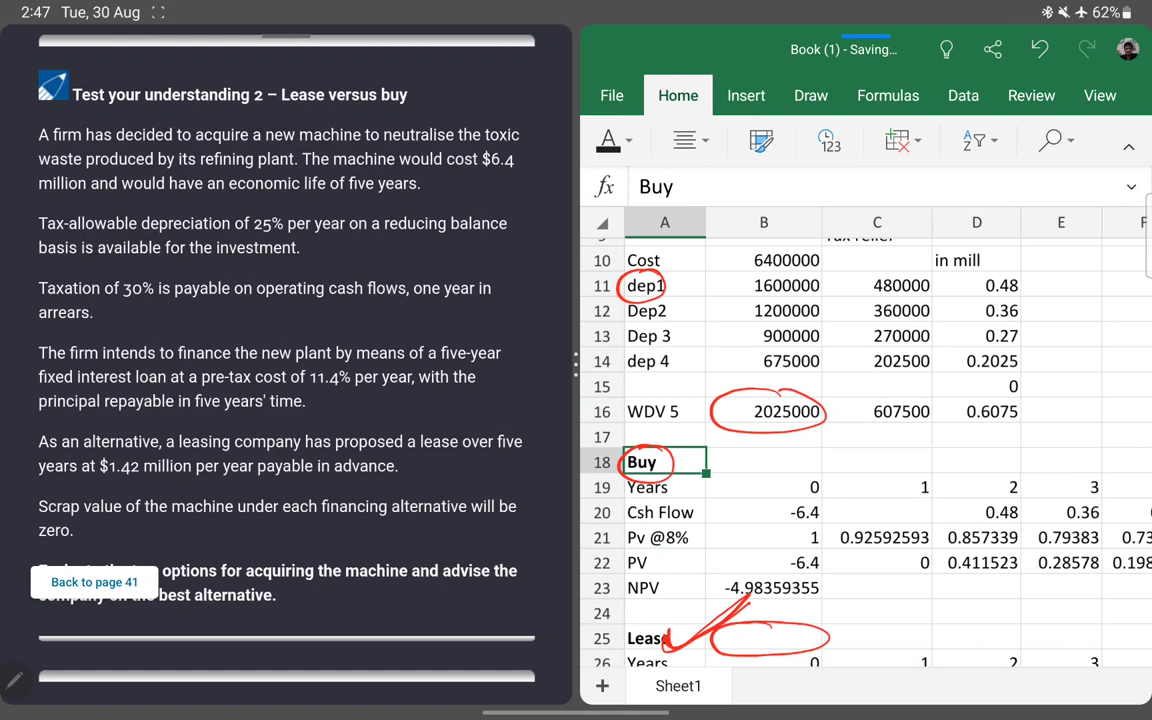 2:47 Tue, 30 Aug
62%
Test your understanding 2 – Lease versus buy
A firm has decided to acquire a new machine to neutralise the toxic
waste produced by its refining plant. The machine would cost $6.4
million and would have an economic life of five years.
Tax-allowable depreciation of 25% per year on a reducing balance
basis is available for the investment.
Taxation of 30% is payable on operating cash flows, one year in
arrears.
The firm intends to finance the new plant by means of a five-year
fixed interest loan at a pre-tax cost of 11.4% per year, with the
principal repayable in five years' time.
As an alternative, a leasing company has proposed a lease over five
years at $1.42 million per year payable in advance.
Scrap value of the machine under each financing alternative will be
zero.
options for acquiring the machine and advise the
Back to page 41
best alternative.
Book (1) - Saving...
File Home Insert Draw Formulas Data Review View
A 123 A Z
fx Buy
A B C D E F
10 Cost 6400000 in mill
11 dep1 1600000 480000 0.48
12 Dep2 1200000 360000 0.36
13 Dep 3 900000 270000 0.27
14 dep 4 675000 202500 0.2025
15 0
16 WDV 5 2025000 607500 0.6075
17
18 Buy
19 Years 0 1 2 3
20 Csh Flow -6.4 0.48 0.36
21 Pv @8% 1 0.92592593 0.857339 0.79383 0.73
22 PV -6.4 0 0.411523 0.28578 0.198
23 NPV -4.98359355
24
25 Lease
26 Years 0 1 2 3
+ Sheet1